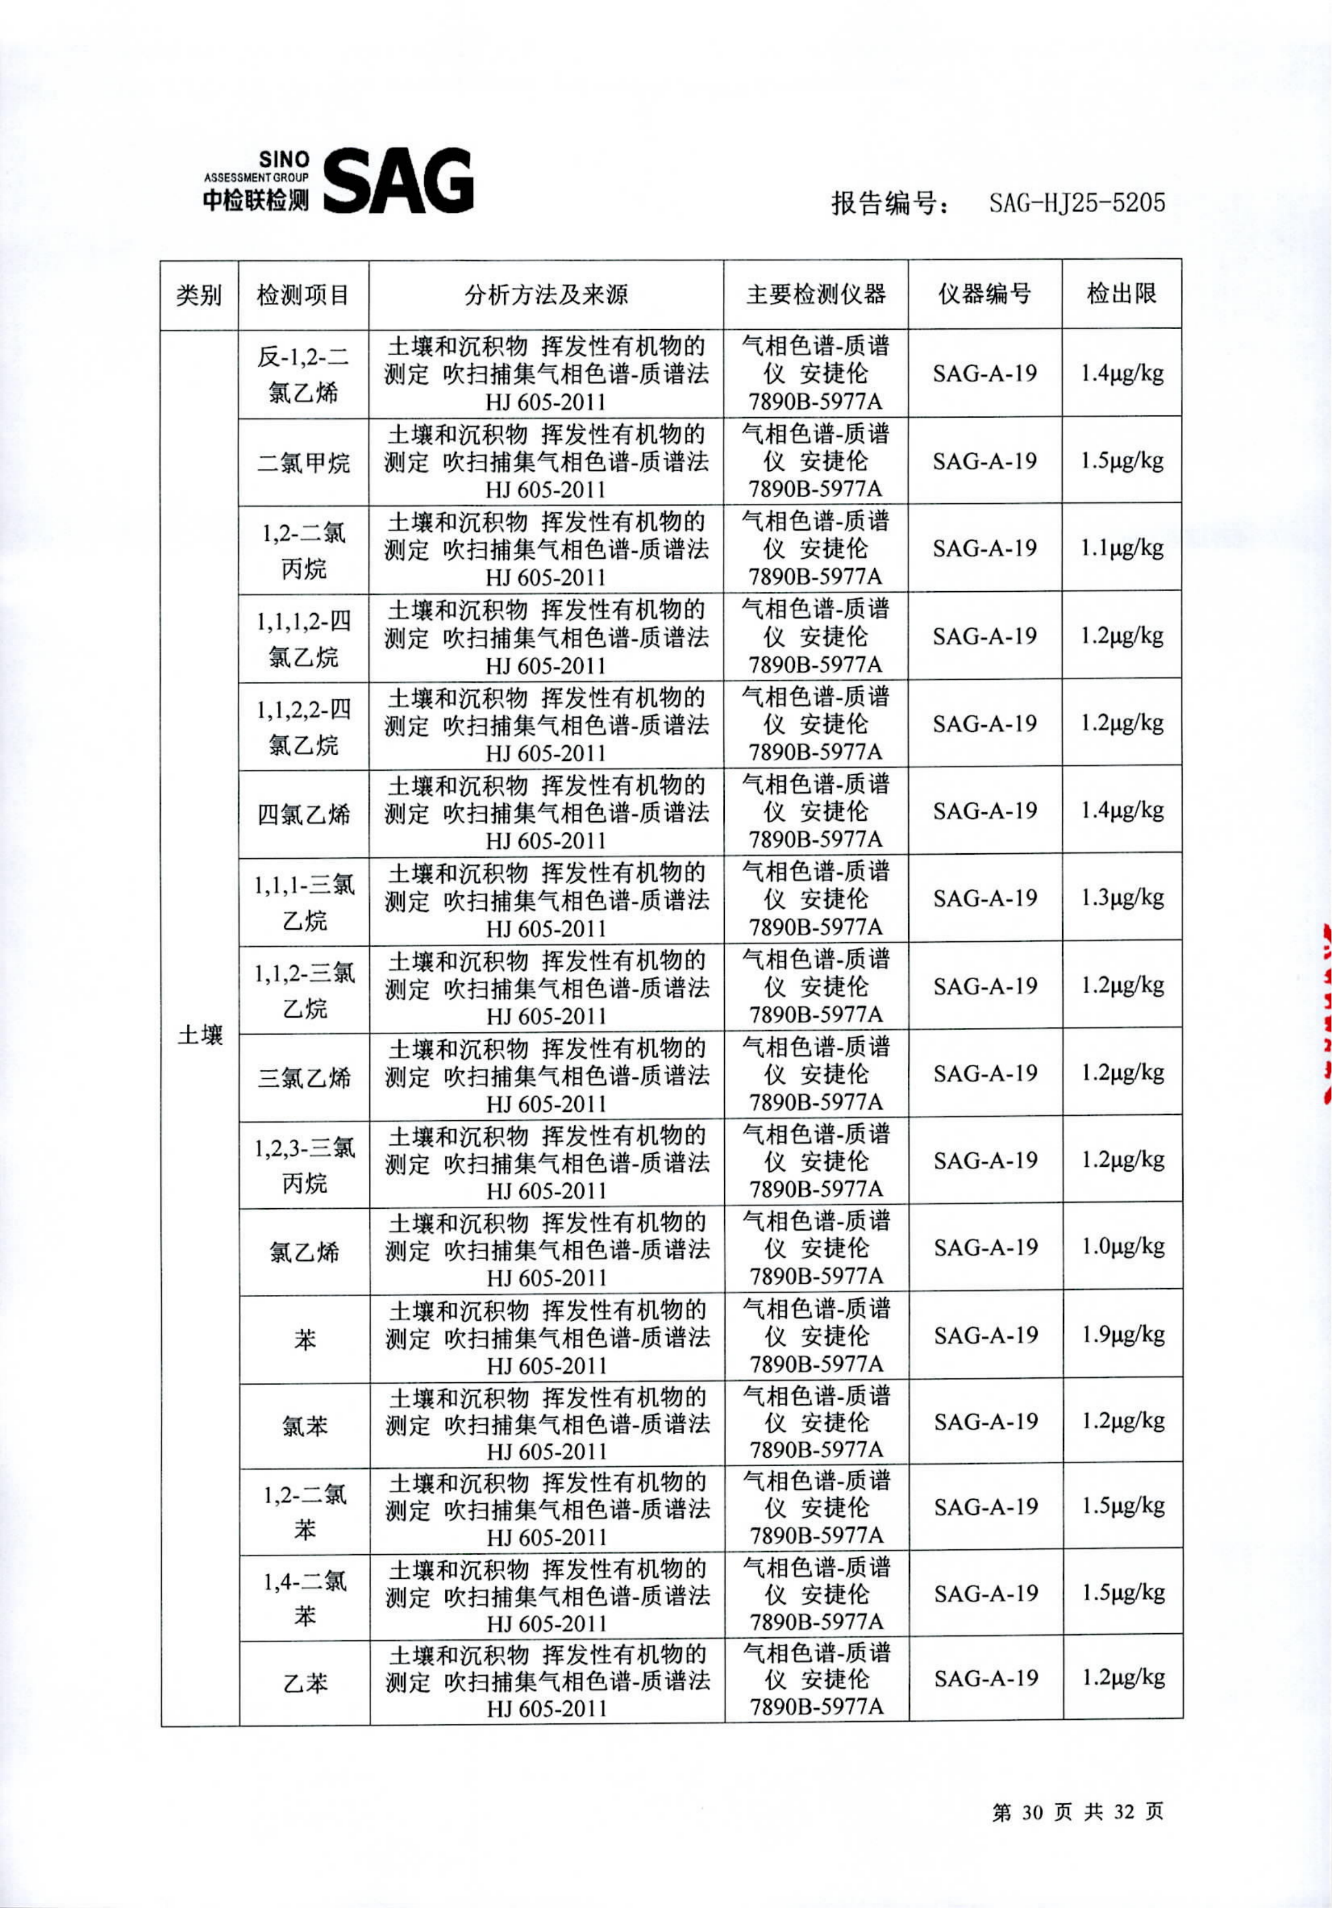 SINO
ASSESSMENT GROUP
中检联检测
SAG
报告编号： SAG-HJ25-5205
类别 检测项目 分析方法及来源 主要检测仪器 仪器编号 检出限
土壤
反-1,2-二
氯乙烯
土壤和沉积物 挥发性有机物的
测定 吹扫捕集气相色谱-质谱法
HJ 605-2011
气相色谱-质谱
仪 安捷伦
7890B-5977A
SAG-A-19
1.4μg/kg
二氯甲烷
土壤和沉积物 挥发性有机物的
测定 吹扫捕集气相色谱-质谱法
HJ 605-2011
气相色谱-质谱
仪 安捷伦
7890B-5977A
SAG-A-19
1.5μg/kg
1,2-二氯
丙烷
土壤和沉积物 挥发性有机物的
测定 吹扫捕集气相色谱-质谱法
HJ 605-2011
气相色谱-质谱
仪 安捷伦
7890B-5977A
SAG-A-19
1.1μg/kg
1,1,1,2-四
氯乙烷
土壤和沉积物 挥发性有机物的
测定 吹扫捕集气相色谱-质谱法
HJ 605-2011
气相色谱-质谱
仪 安捷伦
7890B-5977A
SAG-A-19
1.2μg/kg
1,1,2,2-四
氯乙烷
土壤和沉积物 挥发性有机物的
测定 吹扫捕集气相色谱-质谱法
HJ 605-2011
气相色谱-质谱
仪 安捷伦
7890B-5977A
SAG-A-19
1.2μg/kg
四氯乙烯
土壤和沉积物 挥发性有机物的
测定 吹扫捕集气相色谱-质谱法
HJ 605-2011
气相色谱-质谱
仪 安捷伦
7890B-5977A
SAG-A-19
1.4μg/kg
1,1,1-三氯
乙烷
土壤和沉积物 挥发性有机物的
测定 吹扫捕集气相色谱-质谱法
HJ 605-2011
气相色谱-质谱
仪 安捷伦
7890B-5977A
SAG-A-19
1.3μg/kg
1,1,2-三氯
乙烷
土壤和沉积物 挥发性有机物的
测定 吹扫捕集气相色谱-质谱法
HJ 605-2011
气相色谱-质谱
仪 安捷伦
7890B-5977A
SAG-A-19
1.2μg/kg
三氯乙烯
土壤和沉积物 挥发性有机物的
测定 吹扫捕集气相色谱-质谱法
HJ 605-2011
气相色谱-质谱
仪 安捷伦
7890B-5977A
SAG-A-19
1.2μg/kg
1,2,3-三氯
丙烷
土壤和沉积物 挥发性有机物的
测定 吹扫捕集气相色谱-质谱法
HJ 605-2011
气相色谱-质谱
仪 安捷伦
7890B-5977A
SAG-A-19
1.2μg/kg
氯乙烯
土壤和沉积物 挥发性有机物的
测定 吹扫捕集气相色谱-质谱法
HJ 605-2011
气相色谱-质谱
仪 安捷伦
7890B-5977A
SAG-A-19
1.0μg/kg
苯
土壤和沉积物 挥发性有机物的
测定 吹扫捕集气相色谱-质谱法
HJ 605-2011
气相色谱-质谱
仪 安捷伦
7890B-5977A
SAG-A-19
1.9μg/kg
氯苯
土壤和沉积物 挥发性有机物的
测定 吹扫捕集气相色谱-质谱法
HJ 605-2011
气相色谱-质谱
仪 安捷伦
7890B-5977A
SAG-A-19
1.2μg/kg
1,2-二氯
苯
土壤和沉积物 挥发性有机物的
测定 吹扫捕集气相色谱-质谱法
HJ 605-2011
气相色谱-质谱
仪 安捷伦
7890B-5977A
SAG-A-19
1.5μg/kg
1,4-二氯
苯
土壤和沉积物 挥发性有机物的
测定 吹扫捕集气相色谱-质谱法
HJ 605-2011
气相色谱-质谱
仪 安捷伦
7890B-5977A
SAG-A-19
1.5μg/kg
乙苯
土壤和沉积物 挥发性有机物的
测定 吹扫捕集气相色谱-质谱法
HJ 605-2011
气相色谱-质谱
仪 安捷伦
7890B-5977A
SAG-A-19
1.2μg/kg
第 30 页 共 32 页